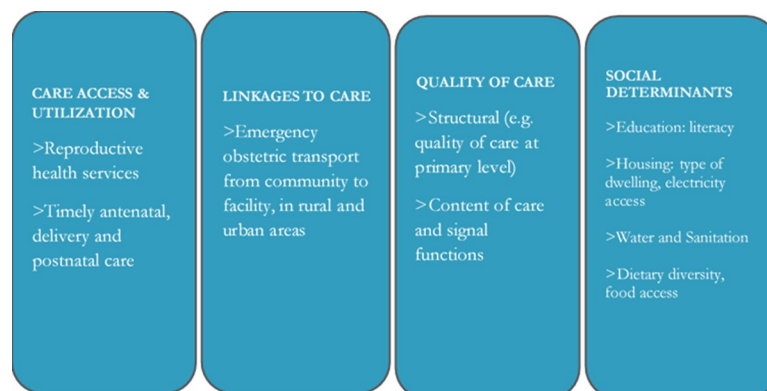 CARE ACCESS &
UTILIZATION
>Reproductive
health services
>Timely antenatal,
delivery and
postnatal care
LINKAGES TO CARE
>Emergency
obstetric transport
from community to
facility, in rural and
urban areas
QUALITY OF CARE
>Structural (e.g.
quality of care at
primary level)
>Content of care
and signal
functions
SOCIAL
DETERMINANTS
>Education: literacy
>Housing: type of
dwelling, electricity
access
>Water and Sanitation
>Dietary diversity,
food access